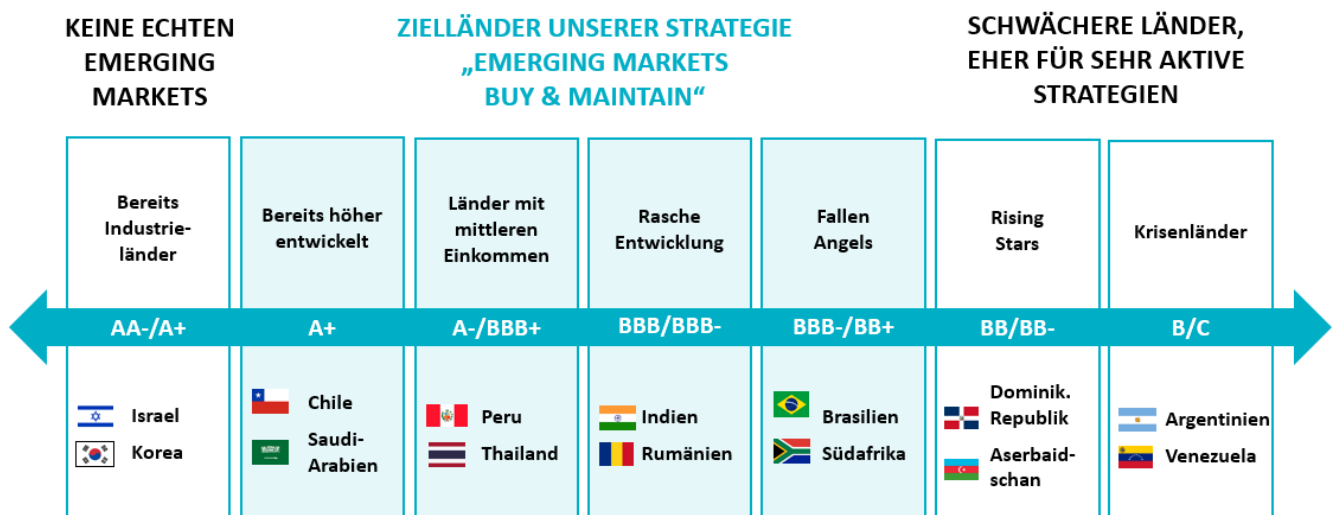 KEINE ECHTEN
EMERGING
MARKETS
ZIELLÄNDER UNSERER STRATEGIE
„EMERGING MARKETS
BUY & MAINTAIN“
SCHWÄCHERE LÄNDER,
EHER FÜR SEHR AKTIVE
STRATEGIEN
Bereits
Industrie-
länder
Bereits höher
entwickelt
Länder mit
mittleren
Einkommen
Rasche
Entwicklung
Fallen
Angels
Rising
Stars
Krisenländer
AA-/A+
A+
A-/BBB+
BBB/BBB-
BBB-/BB+
BB/BB-
B/C
Israel
Korea
Chile
Saudi-
Arabien
Peru
Thailand
Indien
Rumänien
Brasilien
Südafrika
Dominik.
Republik
Aserbaid-
schan
Argentinien
Venezuela